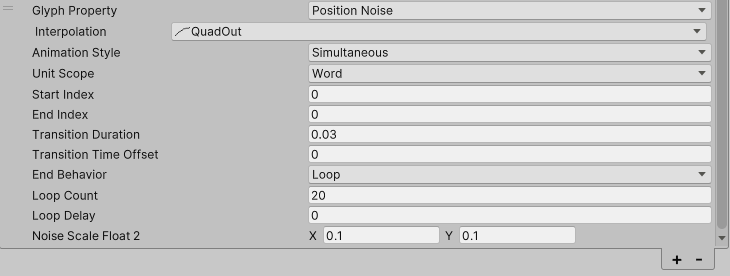 Glyph Property Position Noise
Interpolation QuadOut
Animation Style Simultaneous
Unit Scope Word
Start Index 0
End Index 0
Transition Duration 0.03
Transition Time Offset 0
End Behavior Loop
Loop Count 20
Loop Delay 0
Noise Scale Float 2 X 0.1 Y 0.1
+ -